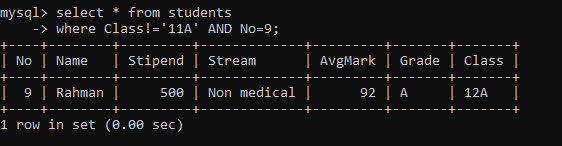 mysql> select * from students
    -> where Class!='11A' AND No=9;
+----+--------+---------+-------------+---------+-------+-------+
| No | Name   | Stipend | Stream      | AvgMark | Grade | Class |
+----+--------+---------+-------------+---------+-------+-------+
|  9 | Rahman |     500 | Non medical |      92 | A     | 12A   |
+----+--------+---------+-------------+---------+-------+-------+
1 row in set (0.00 sec)